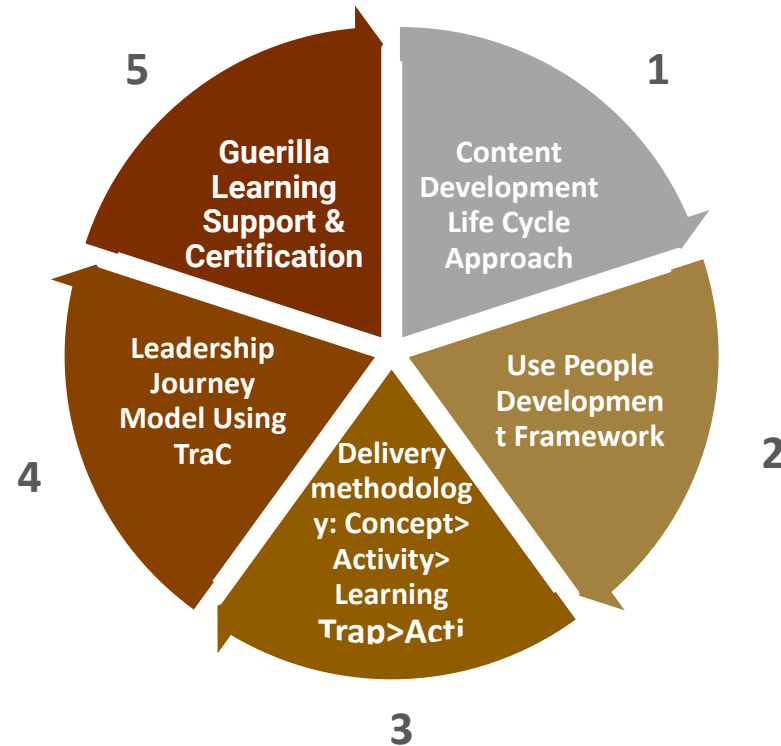 1
Content
Development
Life Cycle
Approach
2
Use People
Developmen
t Framework
3
Delivery
methodolog
y: Concept>
Activity>
Learning
Trap>Acti
4
Leadership
Journey
Model Using
TraC
5
Guerilla
Learning
Support &
Certification